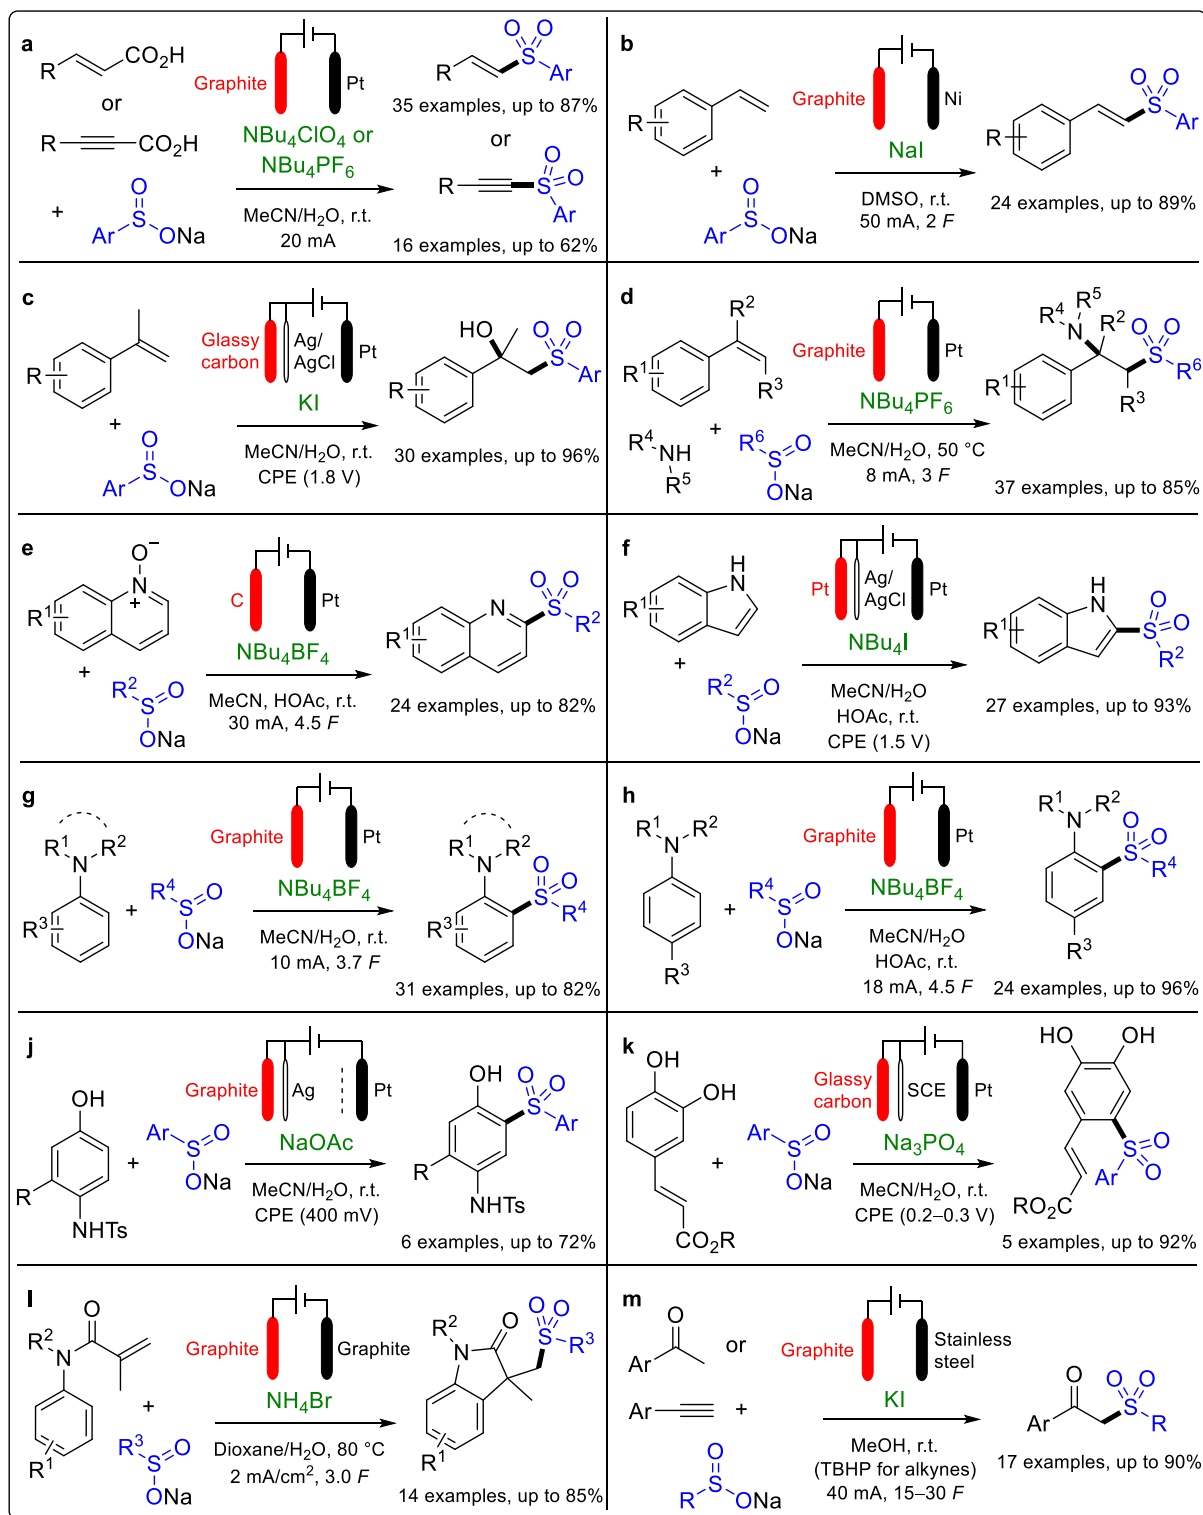 a
R
CO₂H
or
R
CO₂H
+
O
Ar
S
ONa
Graphite
Pt
NBu₄ClO₄ or
NBu₄PF₆
MeCN/H₂O, r.t.
20 mA
O
O
S
R
Ar
35 examples, up to 87%
or
R
O
S
O
Ar
16 examples, up to 62%
b
R
+
O
Ar
S
ONa
Graphite
Ni
NaI
DMSO, r.t.
50 mA, 2 F
R
O
O
S
Ar
24 examples, up to 89%
c
R
+
O
Ar
S
ONa
Glassy
carbon
Ag/
AgCl
Pt
KI
MeCN/H₂O, r.t.
CPE (1.8 V)
HO
O
O
S
Ar
R
30 examples, up to 96%
d
R²
R¹
R³
R⁴
NH
R⁵
+
R⁶
S
O
ONa
Graphite
Pt
NBu₄PF₆
MeCN/H₂O, 50 °C
8 mA, 3 F
R⁵
R⁴
N
R²
O
O
S
R⁶
R¹
R³
37 examples, up to 85%
e
O⁻
N
+
R¹
+
R²
S
O
ONa
C
Pt
NBu₄BF₄
MeCN, HOAc, r.t.
30 mA, 4.5 F
R¹
N
O
O
S
R²
24 examples, up to 82%
f
H
N
R¹
+
R²
S
O
ONa
Pt
Ag/
AgCl
Pt
NBu₄I
MeCN/H₂O
HOAc, r.t.
CPE (1.5 V)
H
N
R¹
O
S
O
R²
27 examples, up to 93%
g
R¹
N
R²
R³
+
R⁴
S
O
ONa
Graphite
Pt
NBu₄BF₄
MeCN/H₂O, r.t.
10 mA, 3.7 F
R¹
N
R²
O
S
O
R⁴
R³
31 examples, up to 82%
h
R¹
N
R²
R³
+
R⁴
S
O
ONa
Graphite
Pt
NBu₄BF₄
MeCN/H₂O
HOAc, r.t.
18 mA, 4.5 F
R¹
N
R²
O
S
O
R⁴
R³
24 examples, up to 96%
j
OH
R
NHTs
+
Ar
S
O
ONa
Graphite
Ag
Pt
NaOAc
MeCN/H₂O, r.t.
CPE (400 mV)
OH
O
O
S
Ar
R
NHTs
6 examples, up to 72%
k
OH
OH
CO₂R
+
Ar
S
O
ONa
Glassy
carbon
SCE
Pt
Na₃PO₄
MeCN/H₂O, r.t.
CPE (0.2–0.3 V)
HO
OH
O
S
O
Ar
RO₂C
5 examples, up to 92%
l
O
R²
N
R¹
+
R³
S
O
ONa
Graphite
Graphite
NH₄Br
Dioxane/H₂O, 80 °C
2 mA/cm², 3.0 F
R²
N
O
O
O
S
R³
R¹
14 examples, up to 85%
m
O
Ar
or
Ar
+
O
R
S
ONa
Graphite
Stainless
steel
KI
MeOH, r.t.
(TBHP for alkynes)
40 mA, 15–30 F
O
Ar
O
O
S
R
17 examples, up to 90%